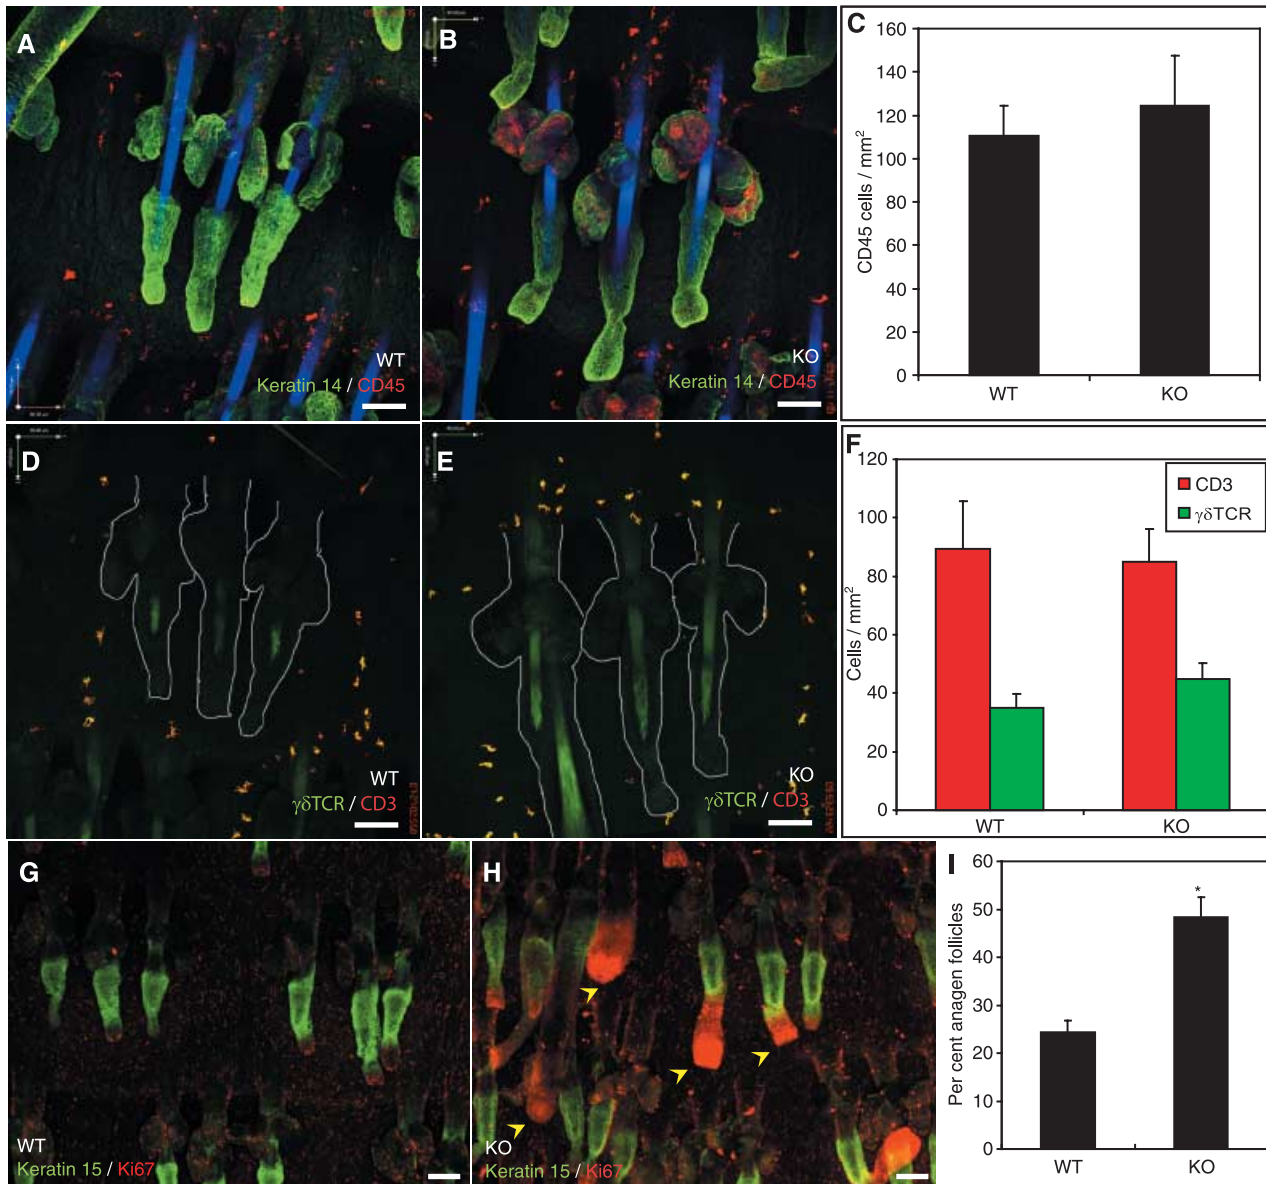 A
WT
Keratin 14 / CD45
B
KO
Keratin 14 / CD45
C
160
140
120
100
80
60
40
20
0
CD45 cells / mm²
WT
KO
D
WT
γδTCR / CD3
E
KO
γδTCR / CD3
F
120
100
80
60
40
20
0
Cells / mm²
CD3
γδTCR
WT
KO
G
WT
Keratin 15 / Ki67
H
KO
Keratin 15 / Ki67
I
60
50
40
30
20
10
0
Per cent anagen follicles
*
WT
KO